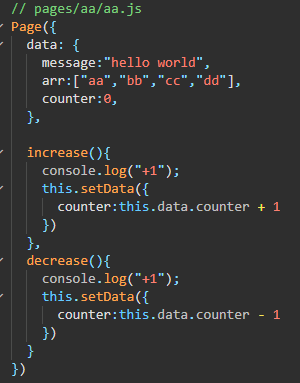 // pages/aa/aa.js
Page({
  data: {
    message:"hello world",
    arr:["aa","bb","cc","dd"],
    counter:0,
  },

  increase(){
    console.log("+1");
    this.setData({
      counter:this.data.counter + 1
    })
  },
  decrease(){
    console.log("+1");
    this.setData({
      counter:this.data.counter - 1
    })
  }
})